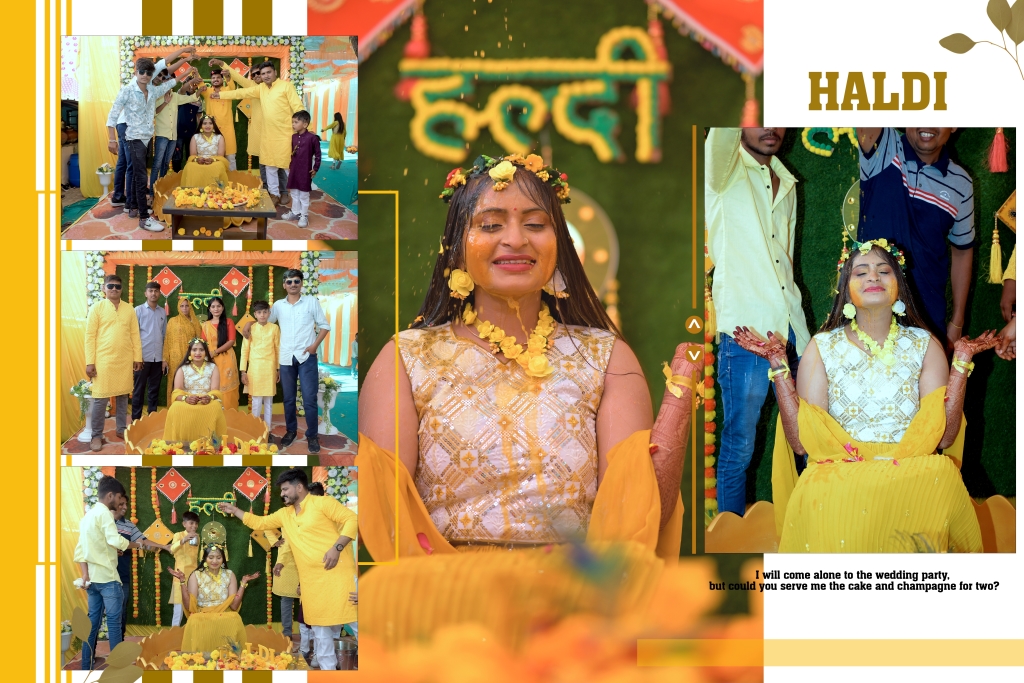 हल्दी
HALDI
I will come alone to the wedding party,
but could you serve me the cake and champagne for two?